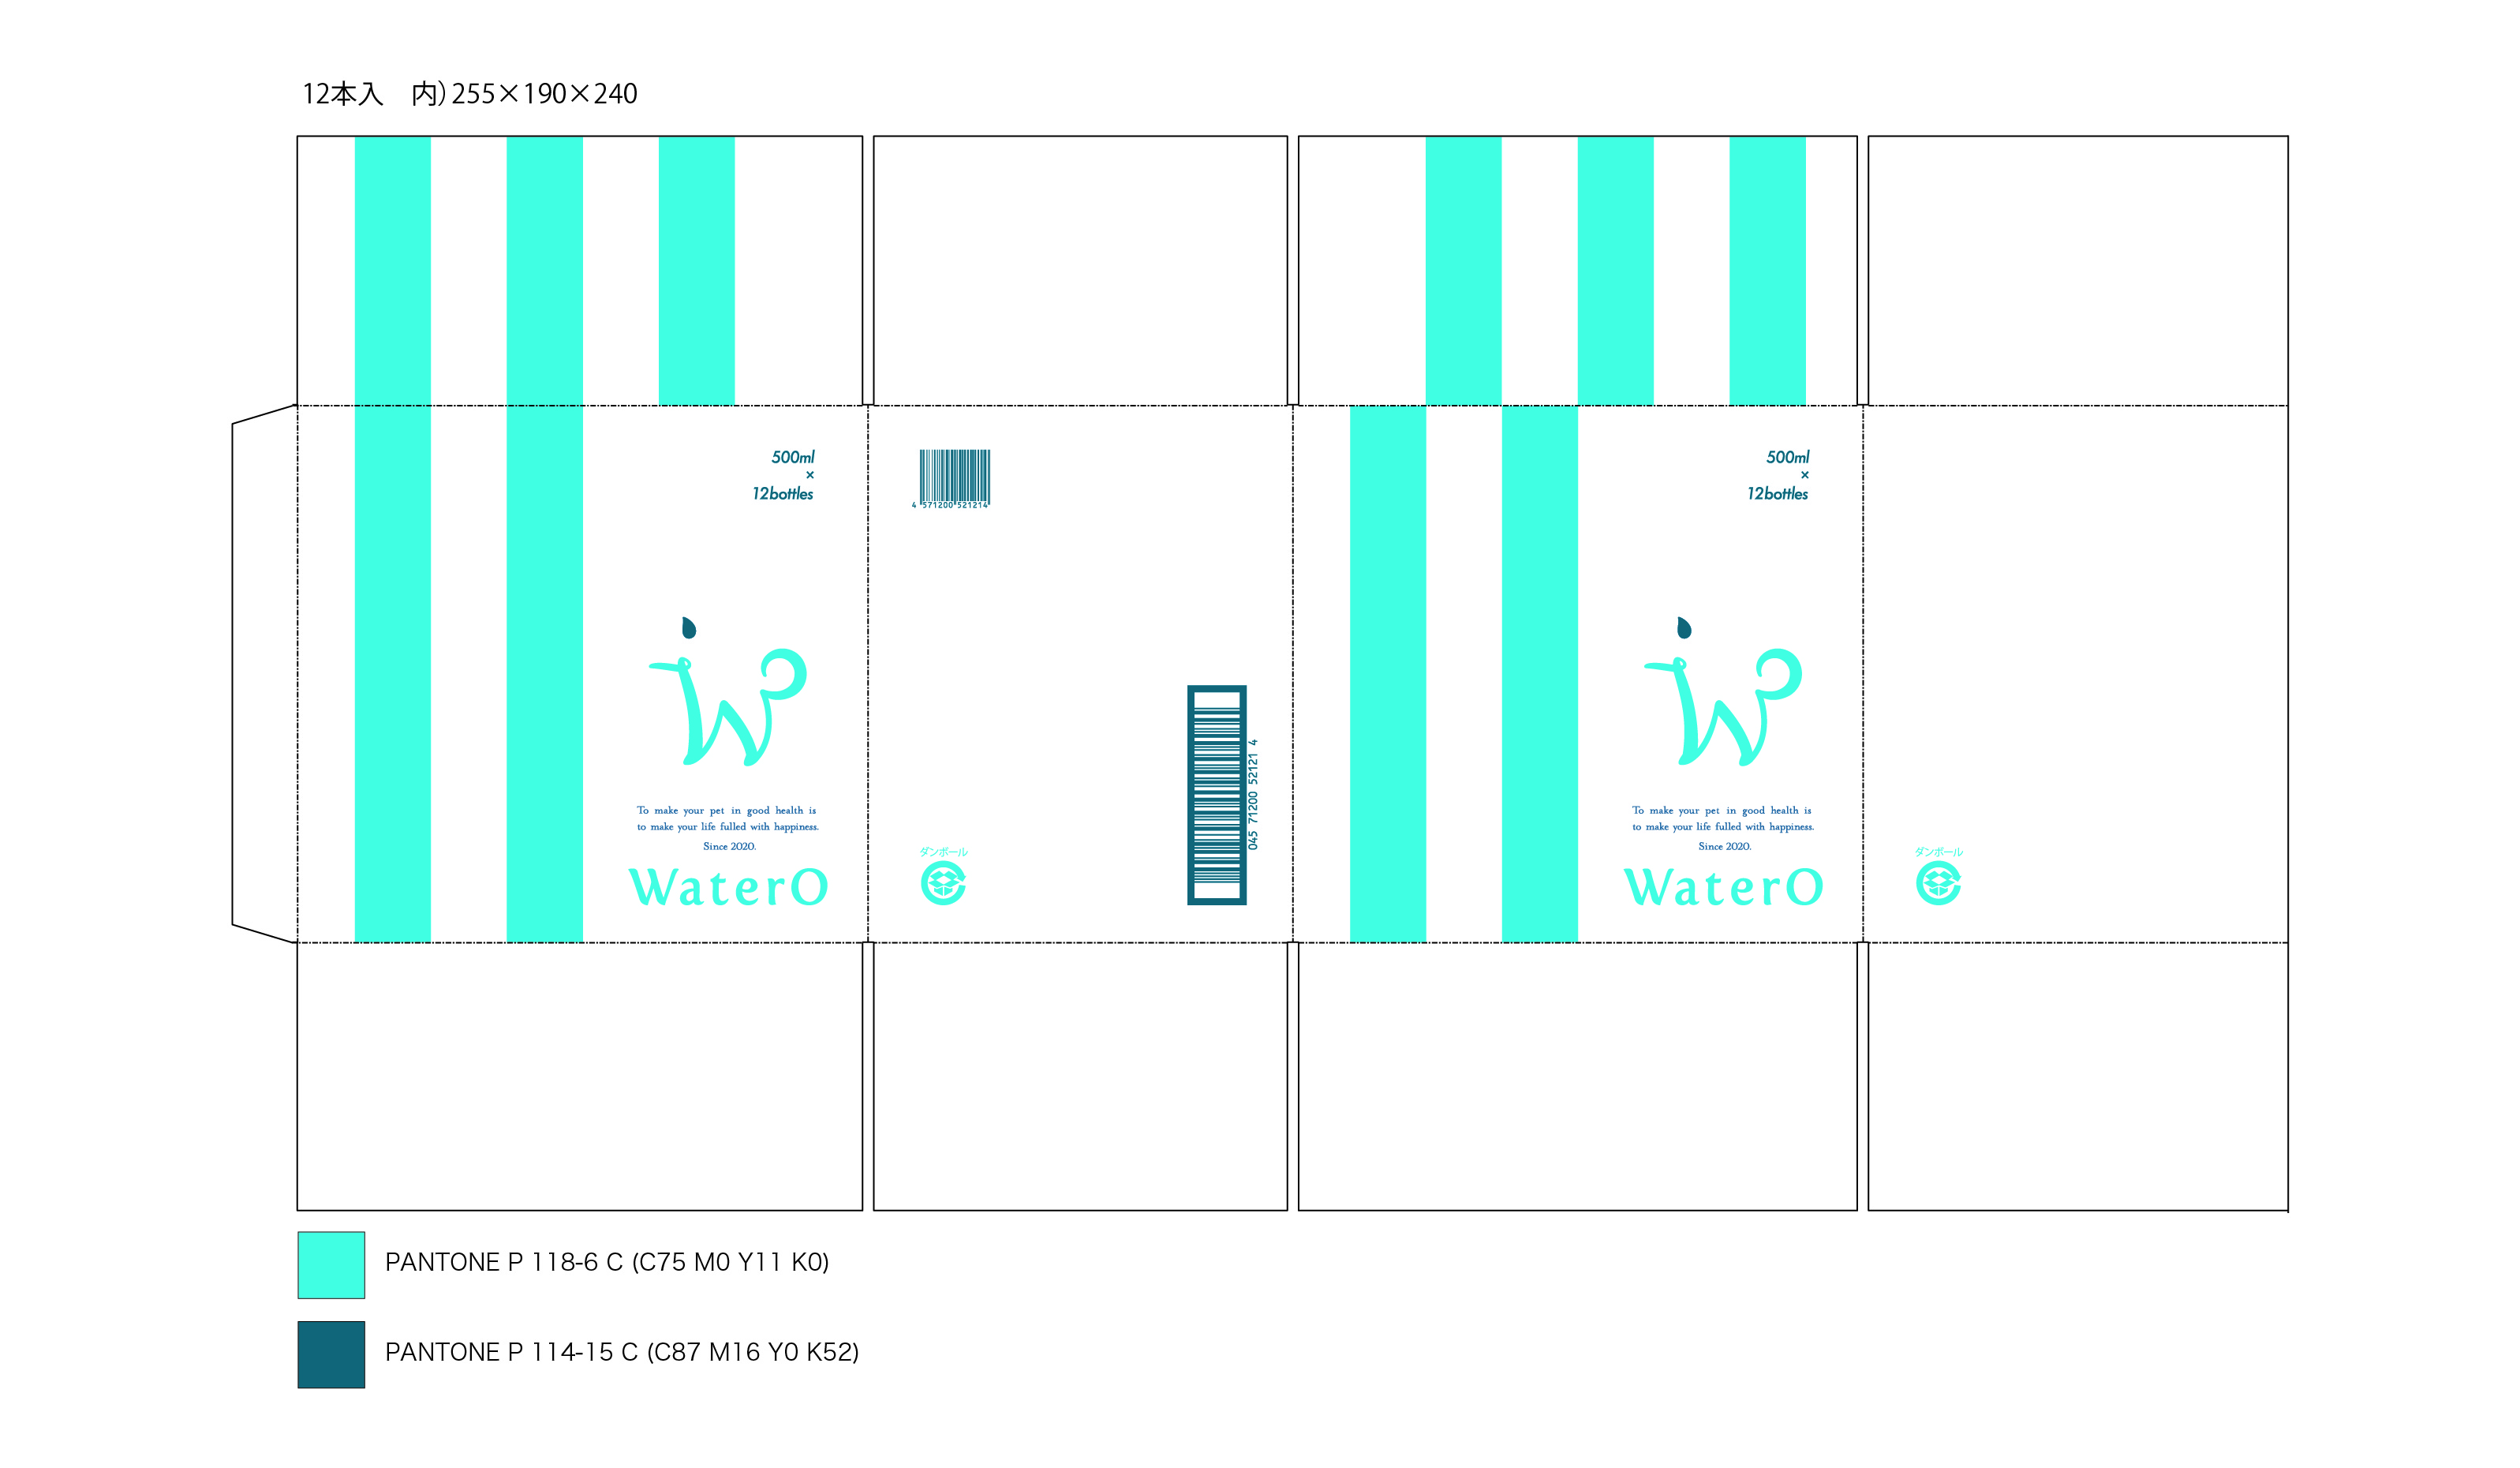 12本入　内）255×190×240
500ml
×
12bottles
To make your pet in good health is
to make your life fulled with happiness.
Since 2020.
WaterO
4 571200 521214
ダンボール
045 71200 52121 4
500ml
×
12bottles
To make your pet in good health is
to make your life fulled with happiness.
Since 2020.
WaterO
ダンボール
PANTONE P 118-6 C (C75 M0 Y11 K0)
PANTONE P 114-15 C (C87 M16 Y0 K52)